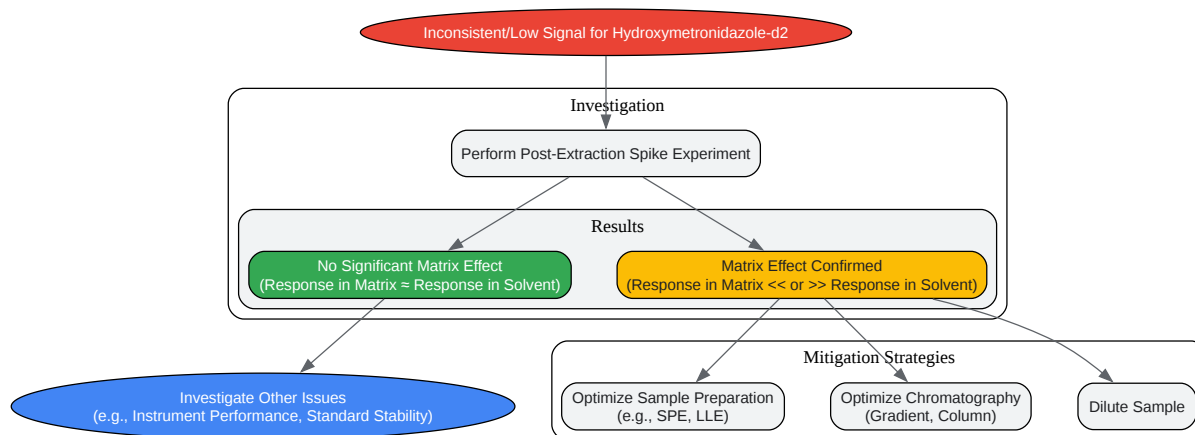 Inconsistent/Low Signal for Hydroxymetronidazole-d2
Investigation
Perform Post-Extraction Spike Experiment
Results
No Significant Matrix Effect
(Response in Matrix ≈ Response in Solvent)
Matrix Effect Confirmed
(Response in Matrix << or >> Response in Solvent)
Mitigation Strategies
Investigate Other Issues
(e.g., Instrument Performance, Standard Stability)
Optimize Sample Preparation
(e.g., SPE, LLE)
Optimize Chromatography
(Gradient, Column)
Dilute Sample